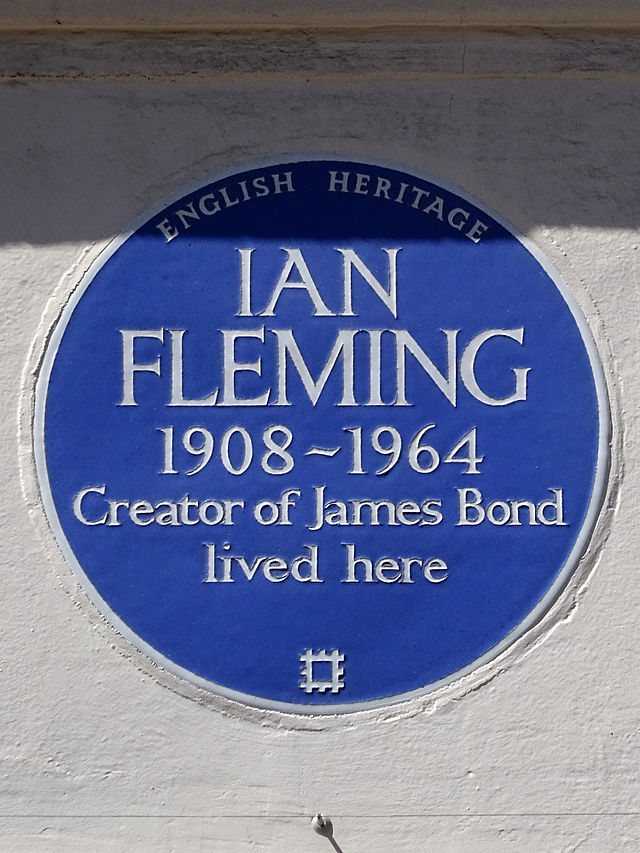 ENGLISH HERITAGE
IAN
FLEMING
1908~1964
Creator of James Bond
lived here